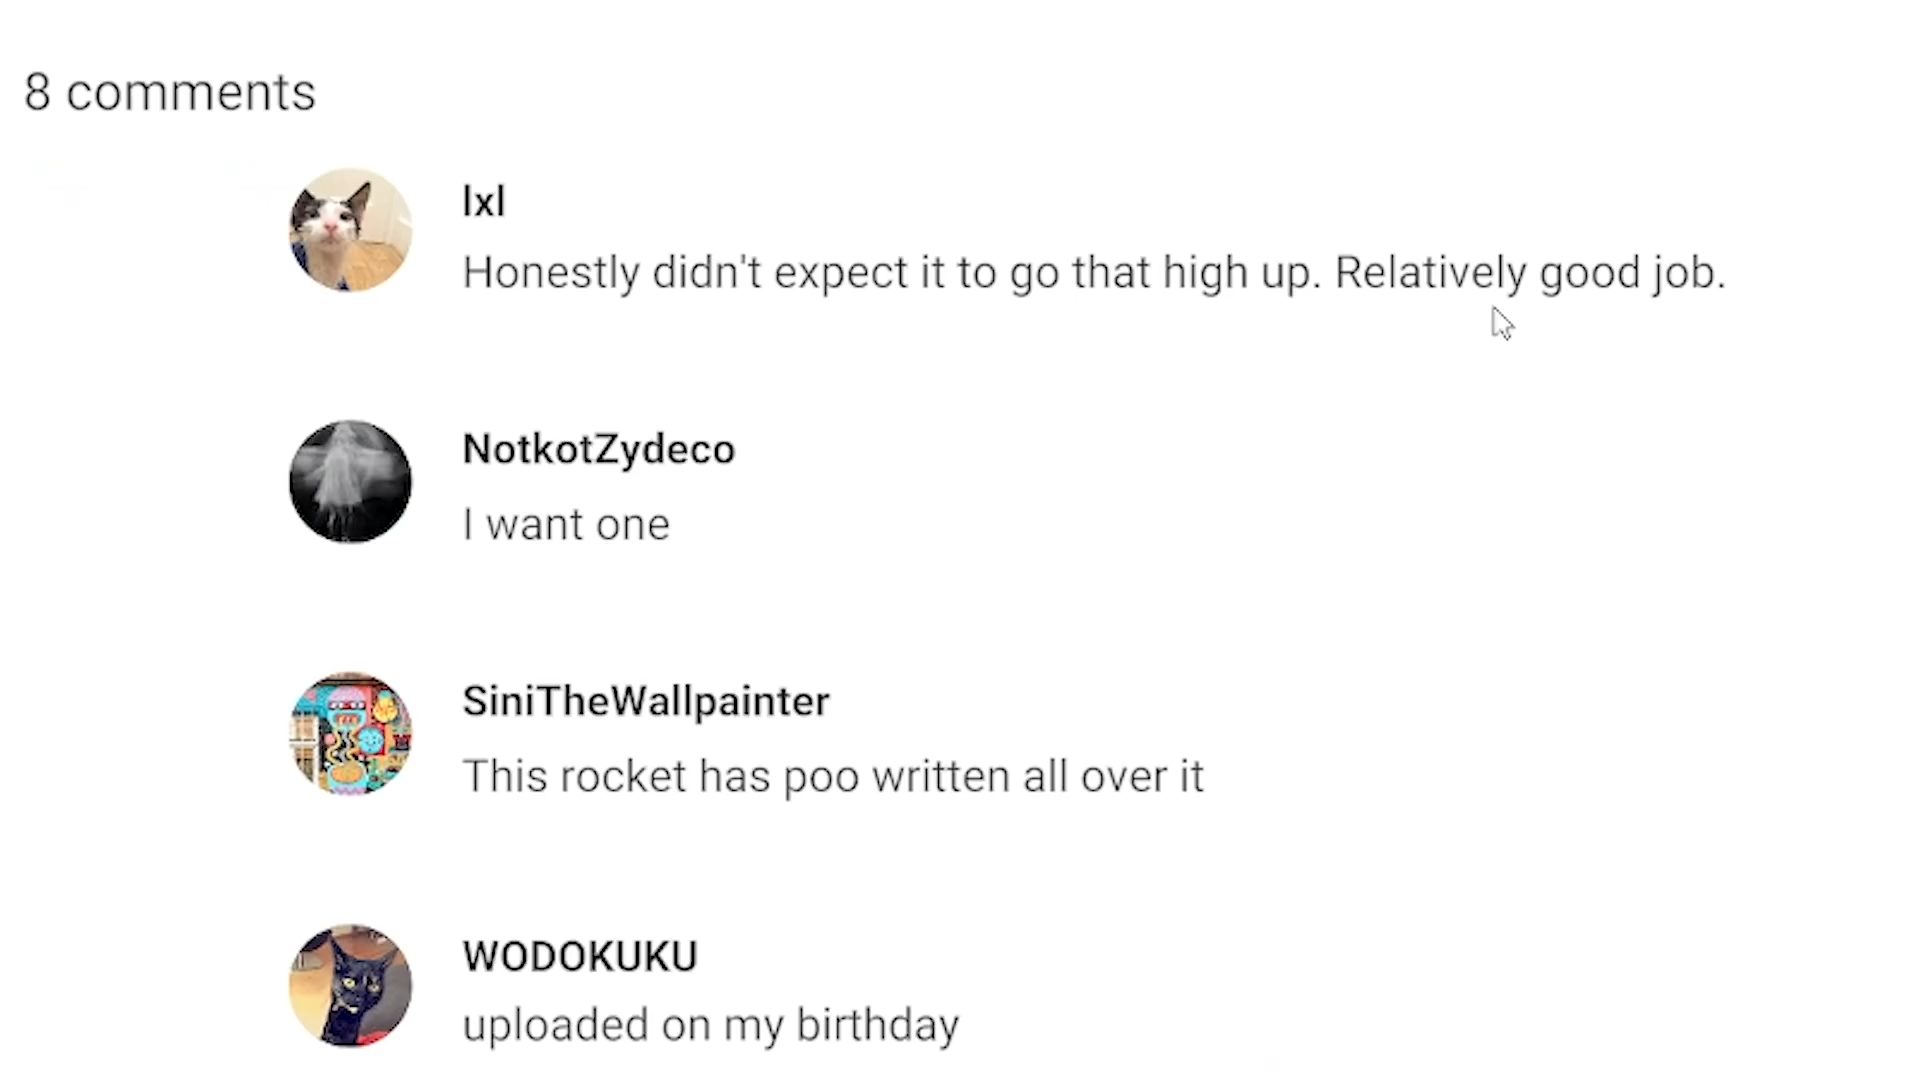 8 comments
lxl
Honestly didn't expect it to go that high up. Relatively good job.
NotkotZydeco
I want one
SiniTheWallpainter
This rocket has poo written all over it
WODOKUKU
uploaded on my birthday